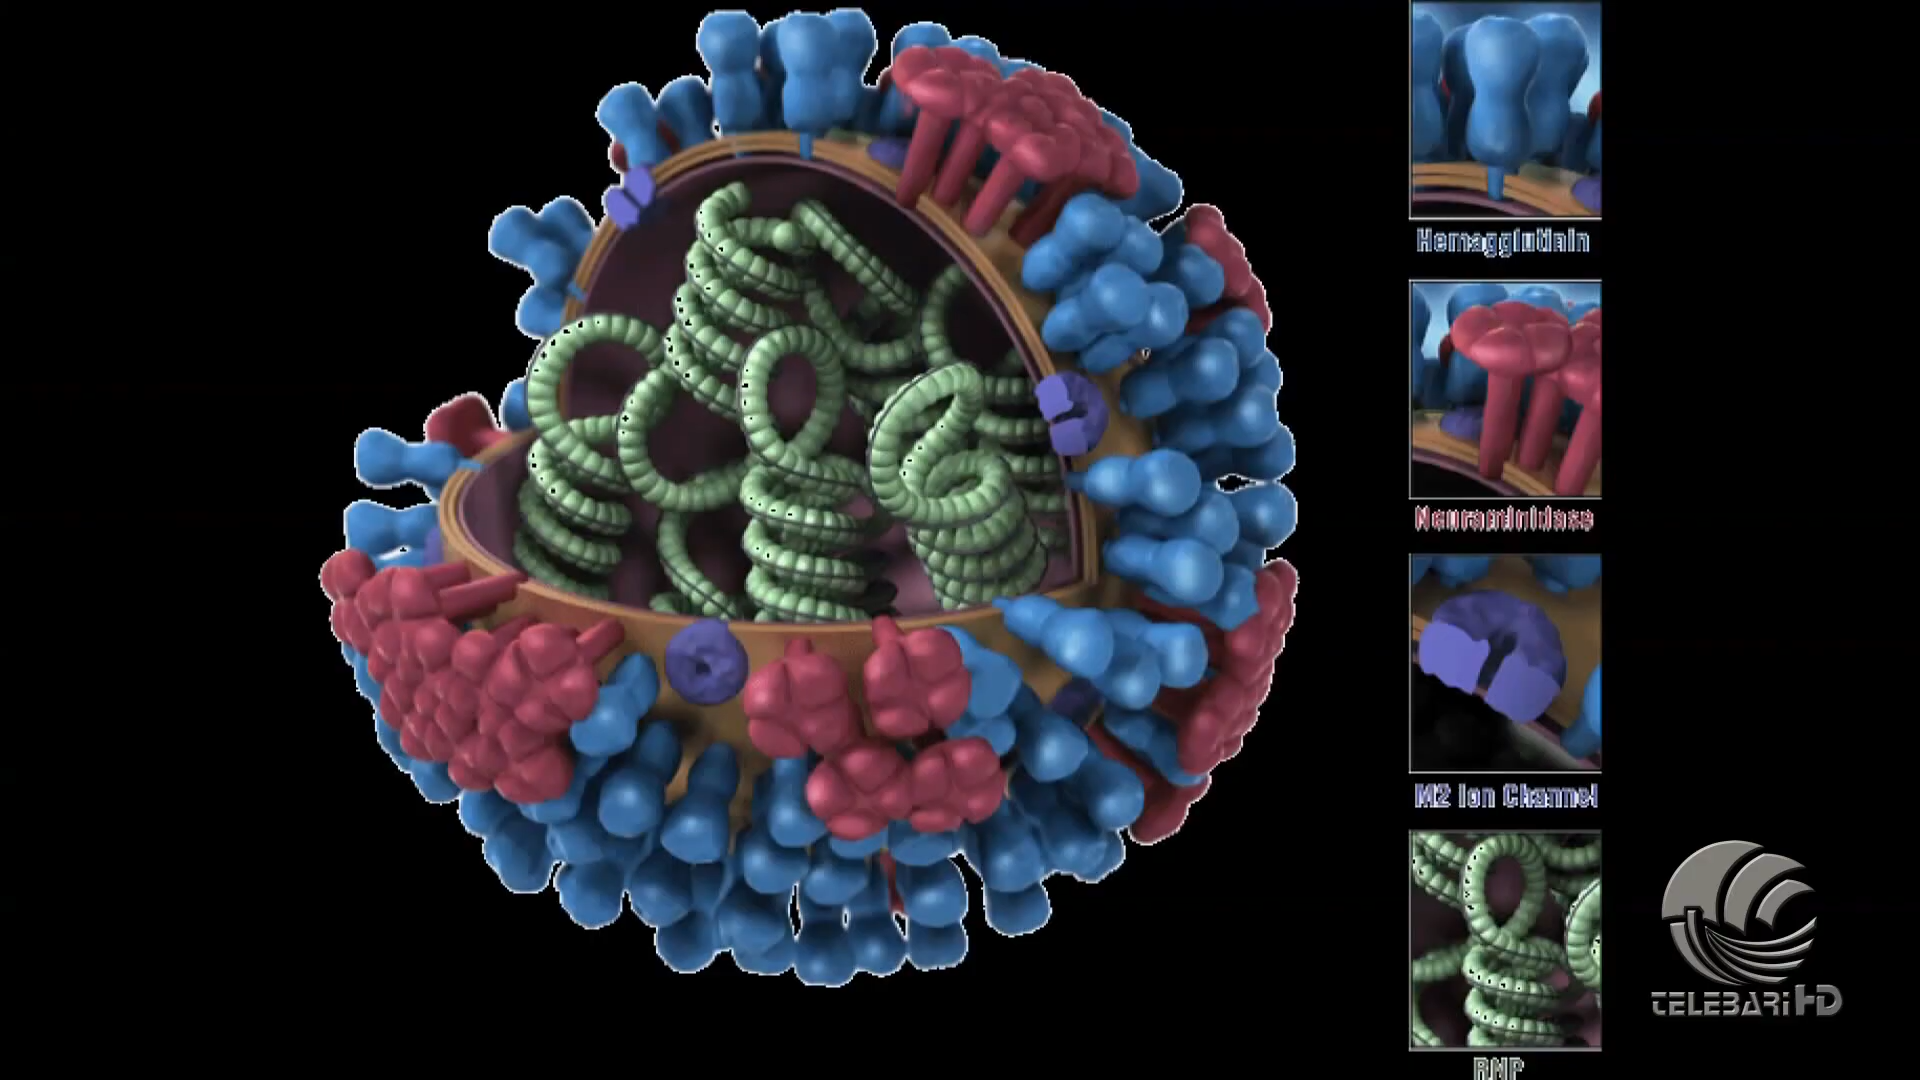 Hemagglutinin
Neuraminidase
M2 Ion Channel
RNP
TELEBARI HD